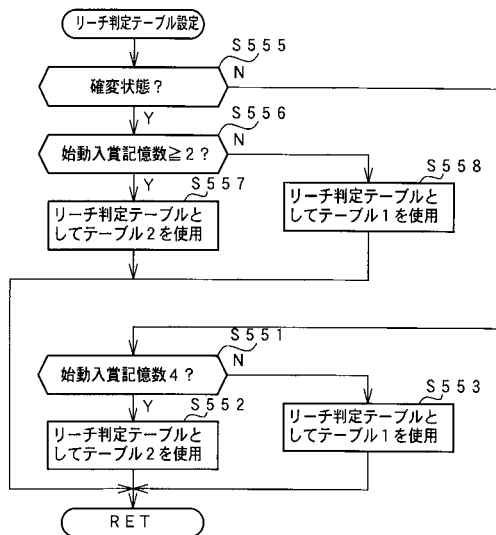 リーチ判定テーブル設定
S555
確変状態?
N
Y
S556
始動入賞記憶数≧2?
N
Y
S557
リーチ判定テーブルと
してテーブル2を使用
S558
リーチ判定テーブルと
してテーブル1を使用
S551
始動入賞記憶数4?
N
Y
S552
リーチ判定テーブルと
してテーブル2を使用
S553
リーチ判定テーブルと
してテーブル1を使用
RET